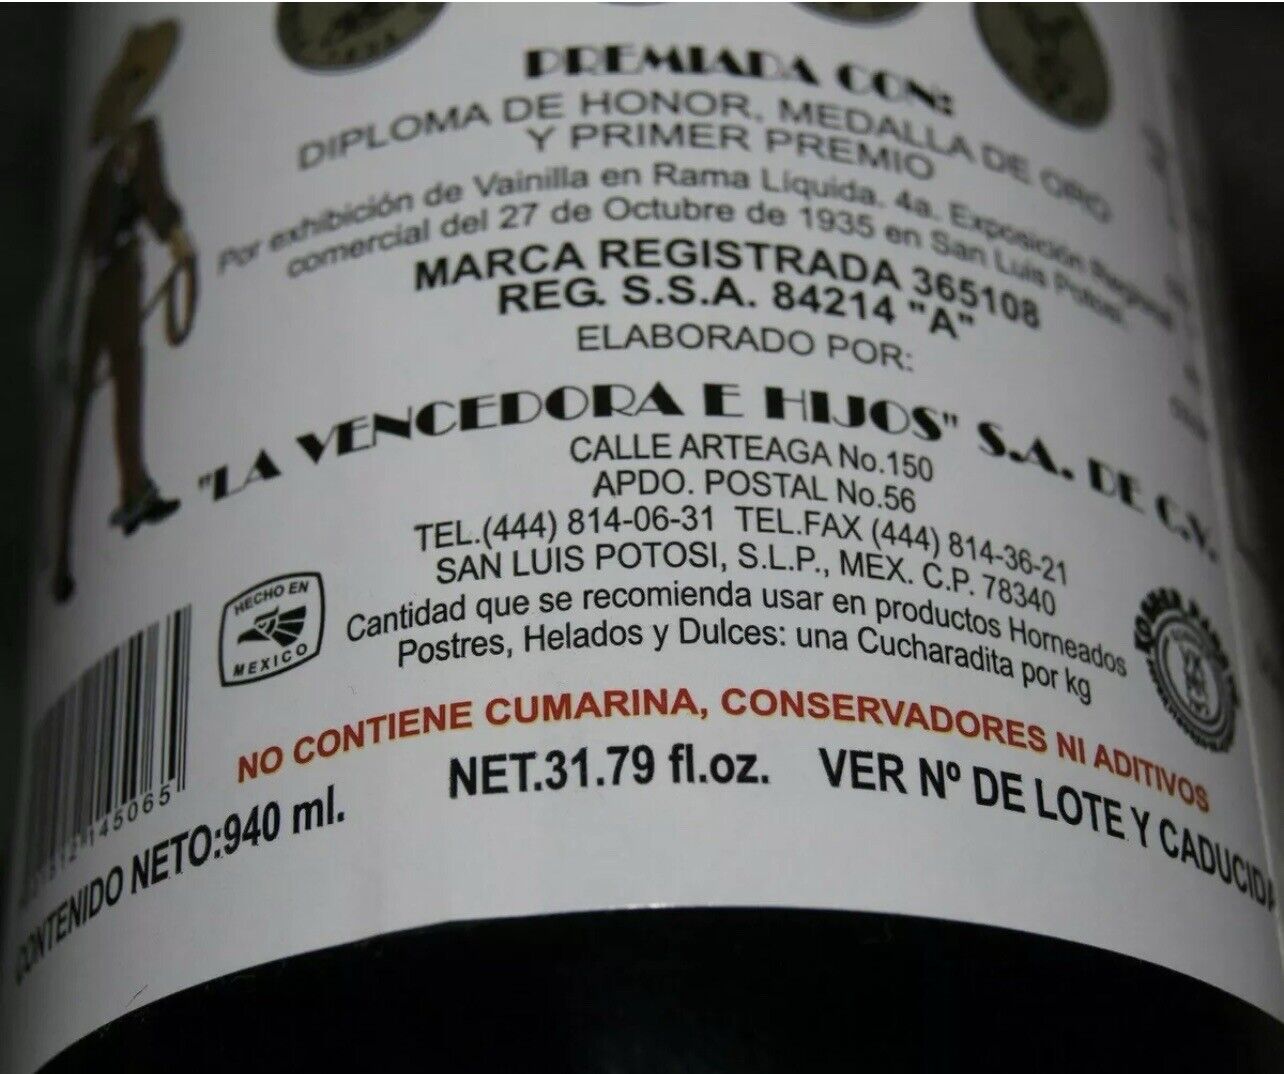 PREMIADA CON:
DIPLOMA DE HONOR, MEDALLA DE ORO
Y PRIMER PREMIO
Por exhibición de Vainilla en Rama Líquida. 4a. Exposición Regional
comercial del 27 de Octubre de 1935 en San Luis Potosí.
MARCA REGISTRADA 365108
REG. S.S.A. 84214 "A"
ELABORADO POR:
"LA VENCEDORA E HIJOS" S.A. DE C.V.
CALLE ARTEAGA No.150
APDO. POSTAL No.56
TEL.(444) 814-06-31 TEL.FAX (444) 814-36-21
SAN LUIS POTOSI, S.L.P., MEX. C.P. 78340
HECHO EN
MEXICO
Cantidad que se recomienda usar en productos Horneados
Postres, Helados y Dulces: una Cucharadita por kg
NO CONTIENE CUMARINA, CONSERVADORES NI ADITIVOS
CONTENIDO NETO:940 ml. NET.31.79 fl.oz. VER Nº DE LOTE Y CADUCIDA